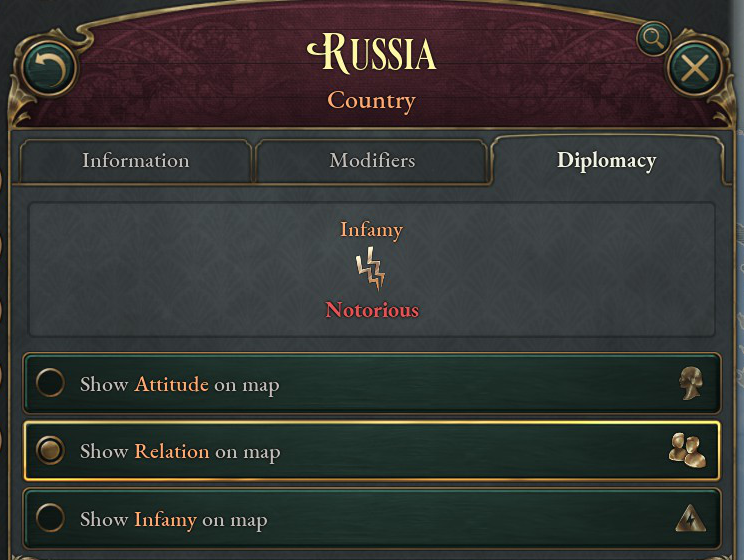 Russia
Country
Information
Modifiers
Diplomacy
Infamy
Notorious
Show Attitude on map
Show Relation on map
Show Infamy on map